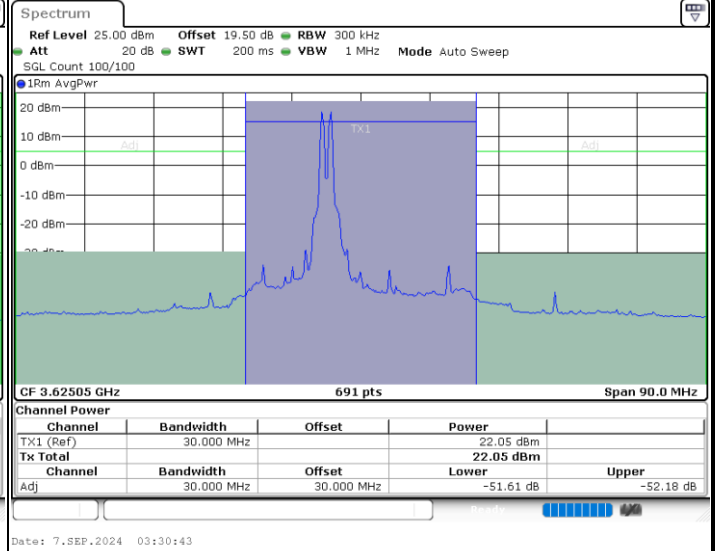 Spectrum
Ref Level 25.00 dBm Offset 19.50 dB RBW 300 kHz
Att 20 dB SWT 200 ms VBW 1 MHz Mode Auto Sweep
SGL Count 100/100
1Rm AvgPwr
20 dBm
TX1
10 dBm
Adj Adj
0 dBm
-10 dBm
-20 dBm
-30 dBm
CF 3.62505 GHz 691 pts Span 90.0 MHz
Channel Power
Channel Bandwidth Offset Power
TX1 (Ref) 30.000 MHz 22.05 dBm
Tx Total 22.05 dBm
Channel Bandwidth Offset Lower Upper
Adj 30.000 MHz 30.000 MHz -51.61 dB -52.18 dB
Ready
Date: 7.SEP.2024 03:30:43